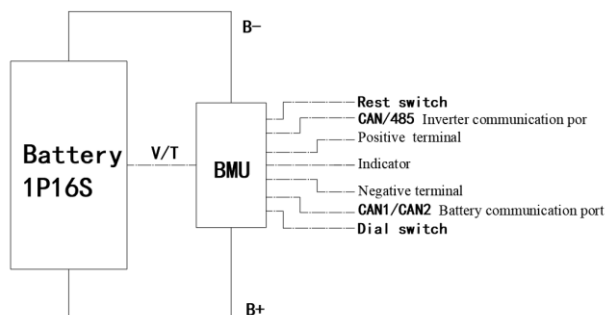 B-
Rest switch
CAN/485 Inverter communication por
Positive terminal
Battery
1P16S
V/T
BMU
Indicator
Negative terminal
CAN1/CAN2 Battery communication port
Dial switch
B+